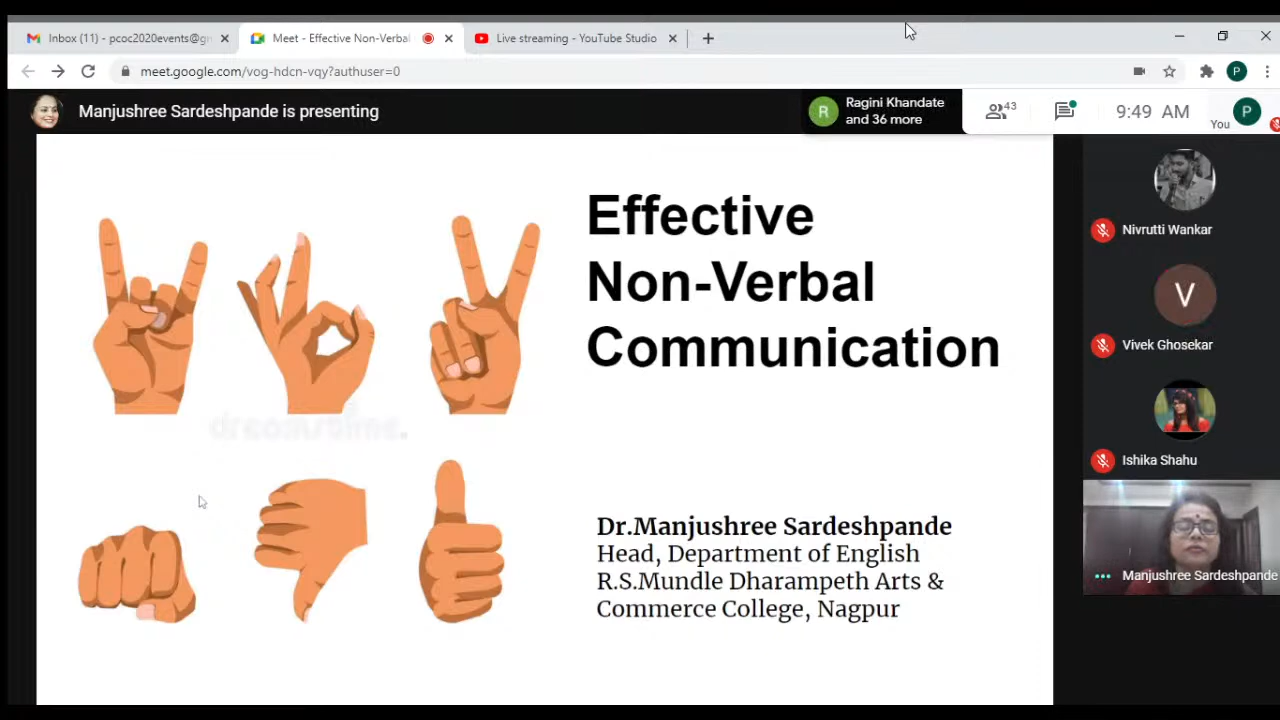 Inbox (11) - pcoc2020events@gm
Meet - Effective Non-Verbal
Live streaming - YouTube Studio
meet.google.com/vog-hdcn-vqy?authuser=0
P
Manjushree Sardeshpande is presenting
R
Ragini Khandate
and 36 more
43
9:49 AM
You
P
Nivrutti Wankar
V
Vivek Ghosekar
Ishika Shahu
Manjushree Sardeshpande
Effective
Non-Verbal
Communication
dreamstime.
Dr.Manjushree Sardeshpande
Head, Department of English
R.S.Mundle Dharampeth Arts &
Commerce College, Nagpur